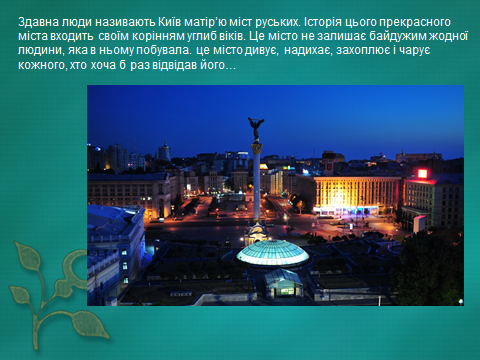 Здавна люди називають Київ матір'ю міст руських. Історія цього прекрасного
міста входить своїм корінням углиб віків. Це місто не залишає байдужим жодної
людини, яка в ньому побувала. це місто дивує, надихає, захоплює і чарує
кожного, хто хоча б раз відвідав його…